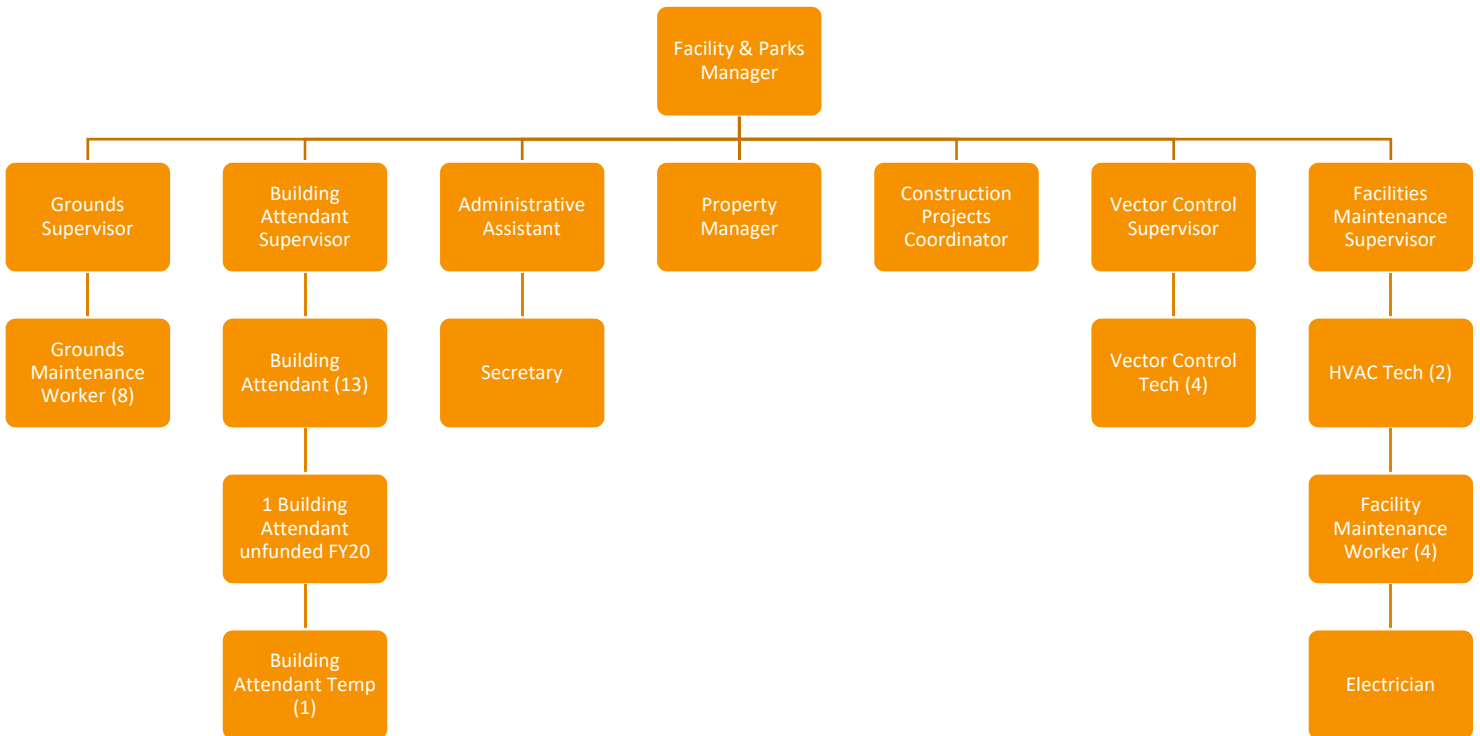 Facility & Parks
Manager
Grounds
Supervisor
Building
Attendant
Supervisor
Administrative
Assistant
Property
Manager
Construction
Projects
Coordinator
Vector Control
Supervisor
Facilities
Maintenance
Supervisor
Grounds
Maintenance
Worker (8)
Building
Attendant (13)
Secretary
Vector Control
Tech (4)
HVAC Tech (2)
1 Building
Attendant
unfunded FY20
Facility
Maintenance
Worker (4)
Building
Attendant Temp
(1)
Electrician